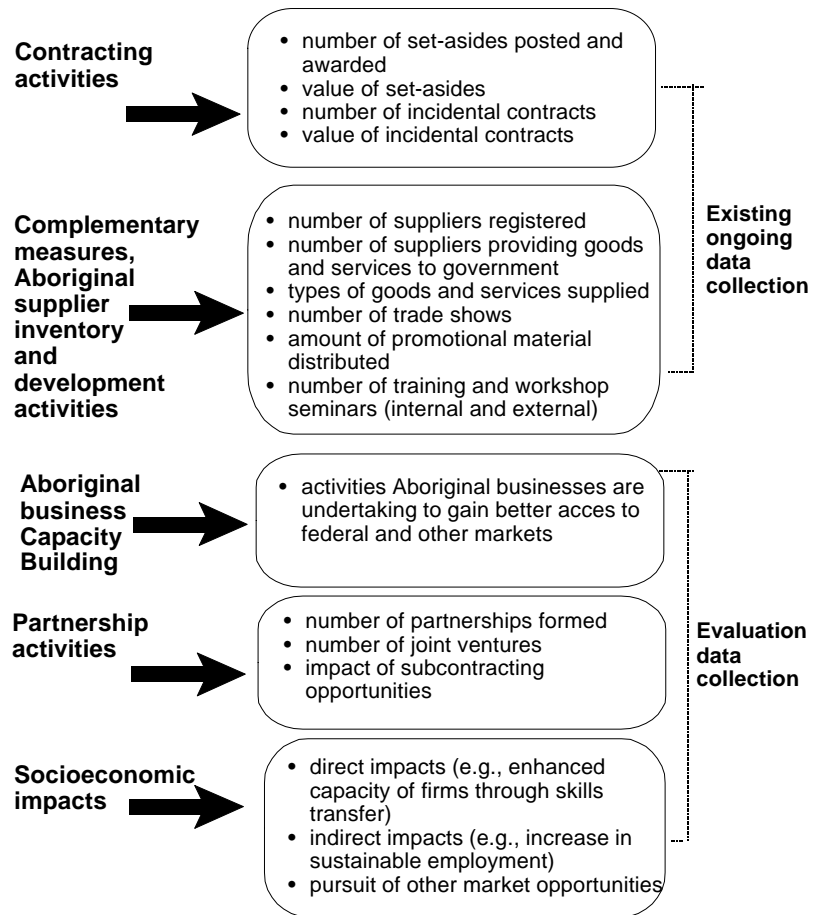 Contracting
activities
• number of set-asides posted and
awarded
• value of set-asides
• number of incidental contracts
• value of incidental contracts
Complementary
measures,
Aboriginal
supplier
inventory
and
development
activities
• number of suppliers registered
• number of suppliers providing goods
and services to government
• types of goods and services supplied
• number of trade shows
• amount of promotional material
distributed
• number of training and workshop
seminars (internal and external)
Existing
ongoing
data
collection
Aboriginal
business
Capacity
Building
• activities Aboriginal businesses are
undertaking to gain better acces to
federal and other markets
Partnership
activities
• number of partnerships formed
• number of joint ventures
• impact of subcontracting
opportunities
Evaluation
data
collection
Socioeconomic
impacts
• direct impacts (e.g., enhanced
capacity of firms through skills
transfer)
• indirect impacts (e.g., increase in
sustainable employment)
• pursuit of other market opportunities